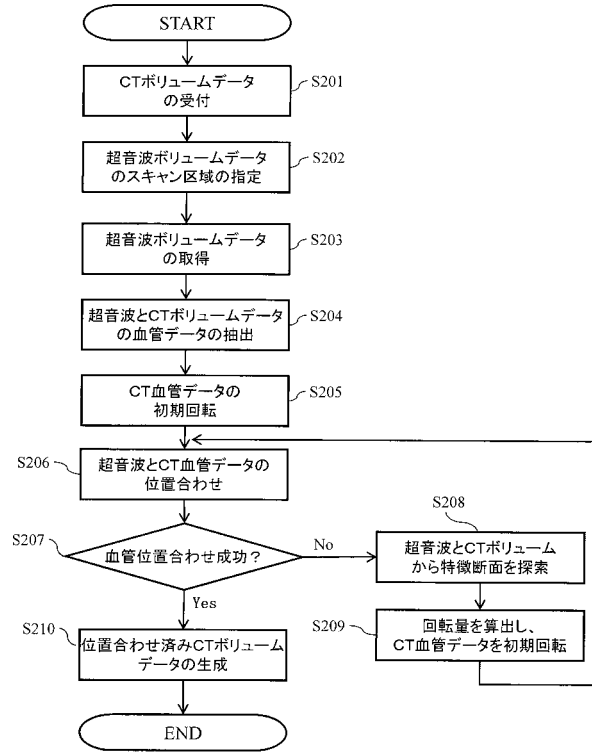 START
CTボリュームデータ
の受付
S201
超音波ボリュームデータ
のスキャン区域の指定
S202
超音波ボリュームデータ
の取得
S203
超音波とCTボリュームデータ
の血管データの抽出
S204
CT血管データの
初期回転
S205
S206
超音波とCT血管データの
位置合わせ
S207
血管位置合わせ成功？
No
Yes
S208
超音波とCTボリューム
から特徴断面を探索
S209
回転量を算出し、
CT血管データを初期回転
S210
位置合わせ済みCTボリューム
データの生成
END